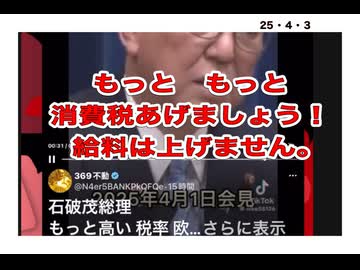 25・4・3
もっと　もっと
消費税あげましょう！
給料は上げません。
00:31/0
369不動
@N4er5BANKPkQFQe・15時間
2025年4月1日会見
TikTok
石破茂総理
もっと高い 税率 欧...さらに表示